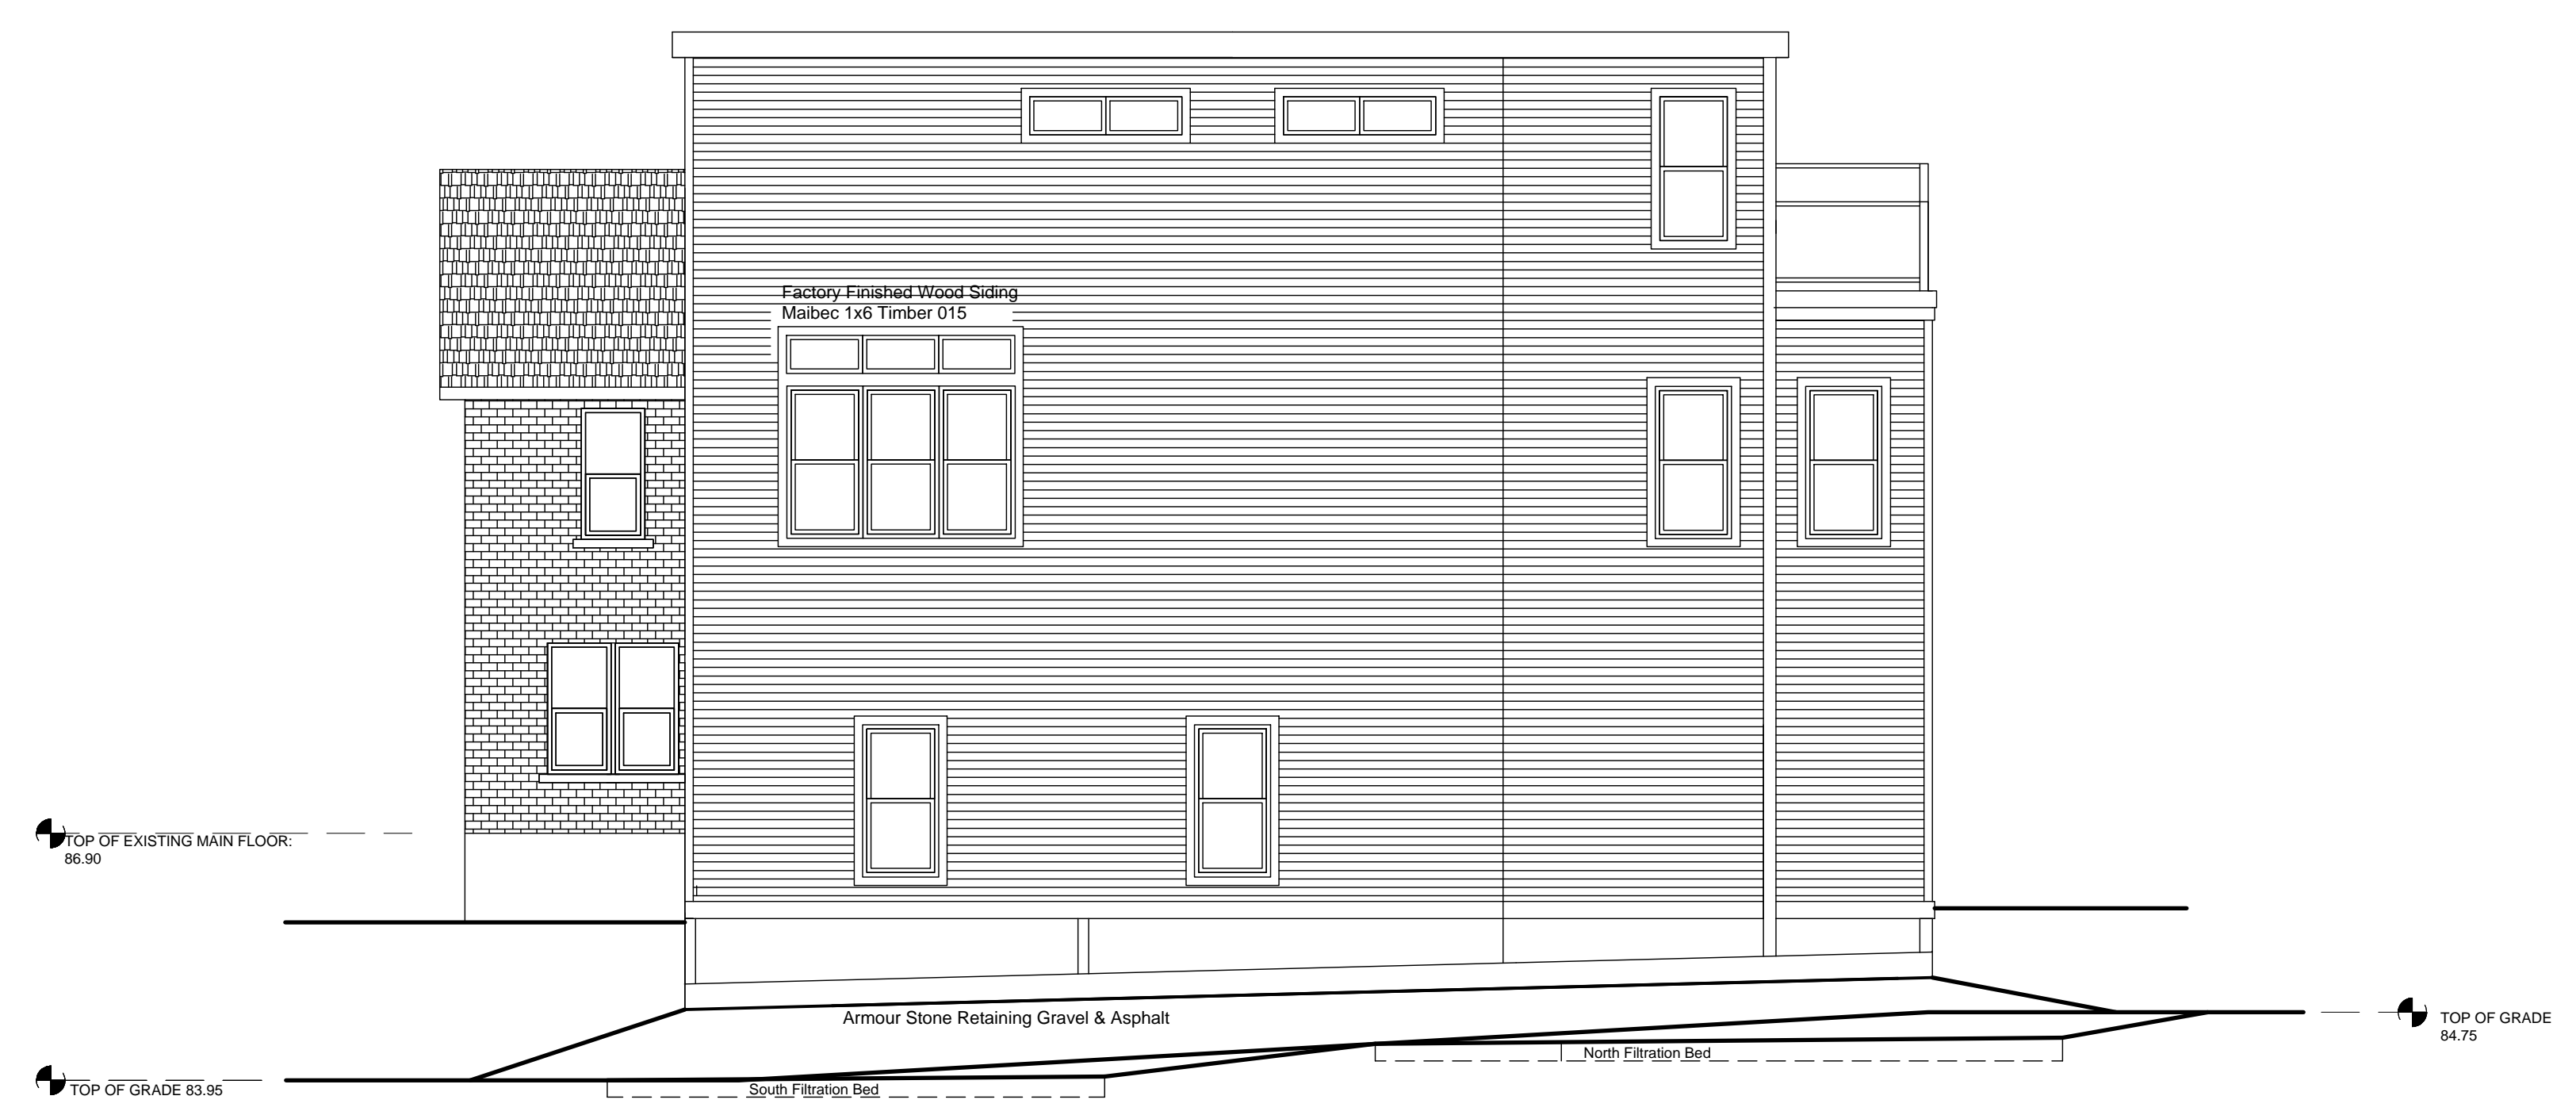 Factory Finished Wood Siding
Maibec 1x6 Timber 015
TOP OF EXISTING MAIN FLOOR:
86.90
Armour Stone Retaining Gravel & Asphalt
TOP OF GRADE
84.75
North Filtration Bed
TOP OF GRADE 83.95
South Filtration Bed